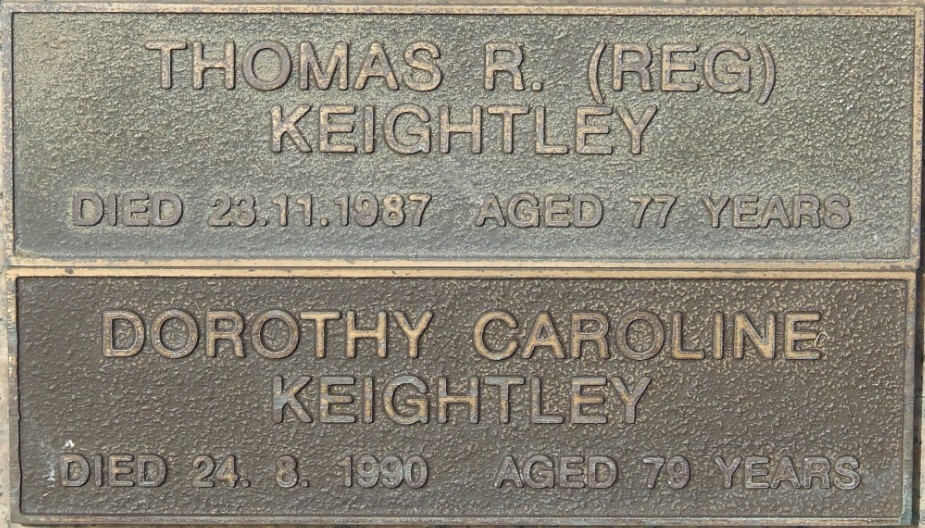 THOMAS R. (REG)
KEIGHTLEY
DIED 23.11.1987 AGED 77 YEARS
DOROTHY CAROLINE
KEIGHTLEY
DIED 24. 8. 1990 AGED 79 YEARS